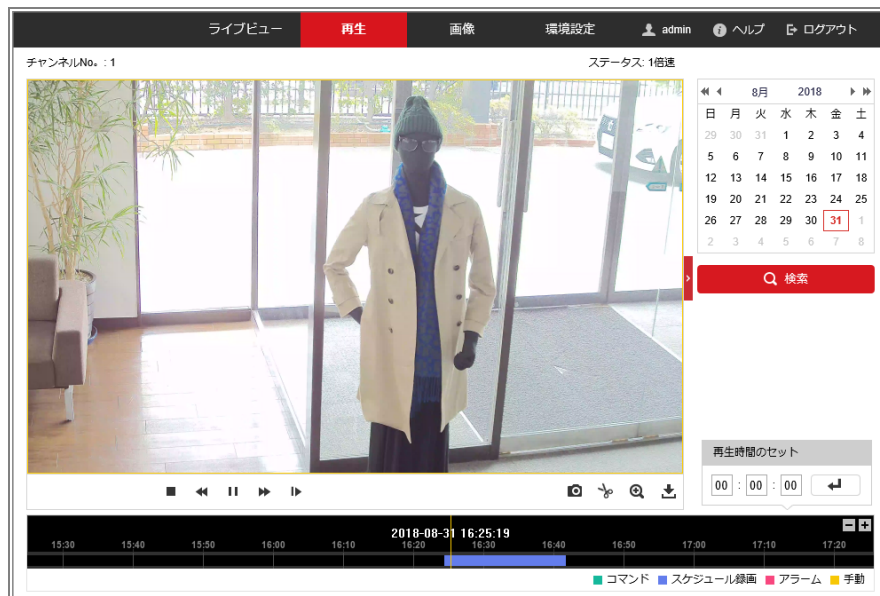 ライブビュー 再生 画像 環境設定 admin ヘルプ ログアウト
チャンネルNo。: 1 ステータス: 1倍速
8月 2018
日 月 火 水 木 金 土
29 30 31 1 2 3 4
5 6 7 8 9 10 11
12 13 14 15 16 17 18
19 20 21 22 23 24 25
26 27 28 29 30 31 1
2 3 4 5 6 7 8
検索
再生時間のセット
00 : 00 : 00
2018-08-31 16:25:19
15:30 15:40 15:50 16:00 16:10 16:20 16:30 16:40 16:50 17:00 17:10 17:20
コマンド スケジュール録画 アラーム 手動